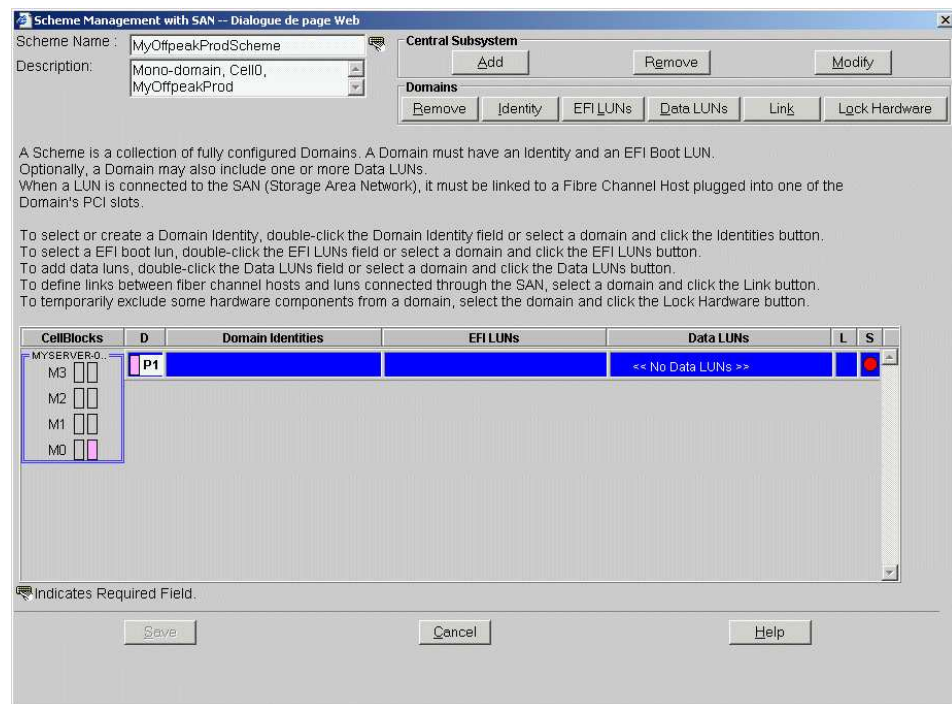 Scheme Management with SAN -- Dialogue de page Web
Scheme Name :
MyOffpeakProdScheme
Description:
Mono-domain, Cell0,
MyOffpeakProd
Central Subsystem
Add
Remove
Modify
Domains
Remove
Identity
EFI LUNs
Data LUNs
Link
Lock Hardware
A Scheme is a collection of fully configured Domains. A Domain must have an Identity and an EFI Boot LUN.
Optionally, a Domain may also include one or more Data LUNs.
When a LUN is connected to the SAN (Storage Area Network), it must be linked to a Fibre Channel Host plugged into one of the
Domain's PCI slots.
To select or create a Domain Identity, double-click the Domain Identity field or select a domain and click the Identities button.
To select a EFI boot lun, double-click the EFI LUNs field or select a domain and click the EFI LUNs button.
To add data luns, double-click the Data LUNs field or select a domain and click the Data LUNs button.
To define links between fiber channel hosts and luns connected through the SAN, select a domain and click the Link button.
To temporarily exclude some hardware components from a domain, select the domain and click the Lock Hardware button.
CellBlocks D Domain Identities EFI LUNs Data LUNs L S
MYSERVER-0..
P1
<< No Data LUNs >>
M3
M2
M1
M0
Indicates Required Field.
Save
Cancel
Help